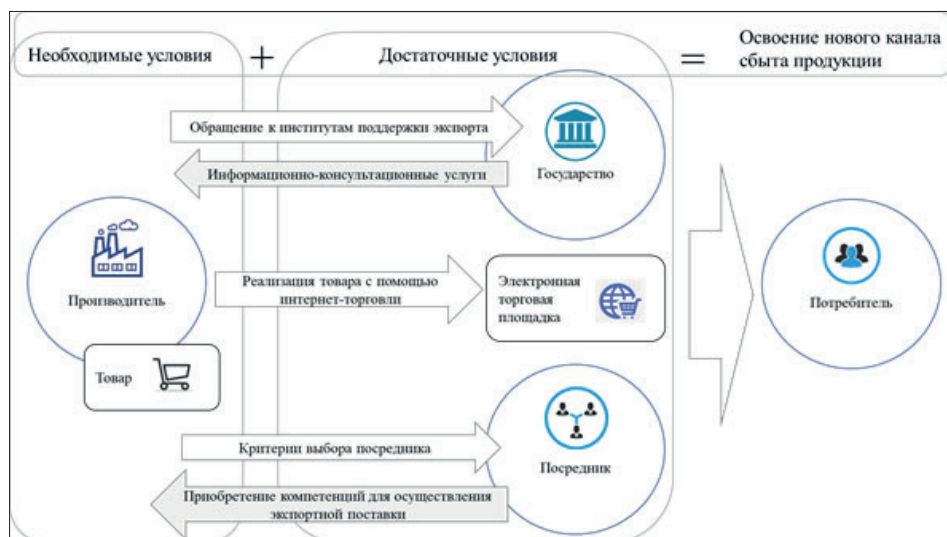 Необходимые условия
+
Достаточные условия
=
Освоение нового канала
сбыта продукции
Обращение к институтам поддержки экспорта
Информационно-консультационные услуги
Государство
Производитель
Товар
Реализация товара с помощью
интернет-торговли
Электронная
торговая
площадка
Потребитель
Критерии выбора посредника
Приобретение компетенций для осуществления
экспортной поставки
Посредник